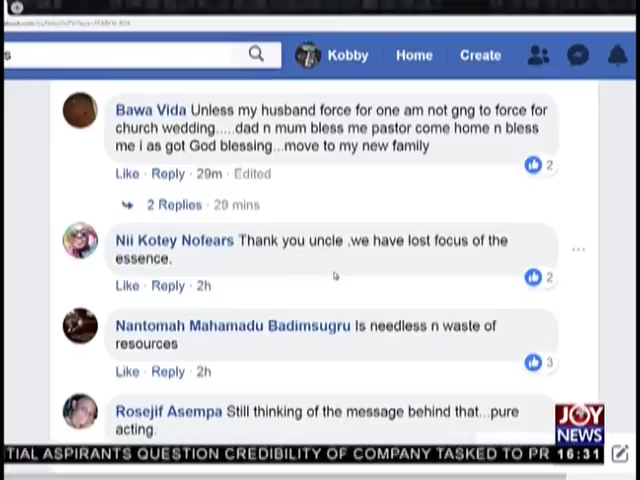 s
Kobby Home Create
Bawa Vida Unless my husband force for one am not gng to force for
church wedding.....dad n mum bless me pastor come home n bless
me i as got God blessing...move to my new family
2
Like · Reply · 29m · Edited
2 Replies · 29 mins
Nii Kotey Nofears Thank you uncle .we have lost focus of the
essence.
2
Like · Reply · 2h
Nantomah Mahamadu Badimsugru Is needless n waste of
resources
3
Like · Reply · 2h
Rosejif Asempa Still thinking of the message behind that...pure
acting.
JOY
NEWS
TIAL ASPIRANTS QUESTION CREDIBILITY OF COMPANY TASKED TO PR 16:31